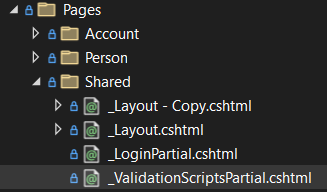 Pages
Account
Person
Shared
_Layout - Copy.cshtml
_Layout.cshtml
_LoginPartial.cshtml
_ValidationScriptsPartial.cshtml